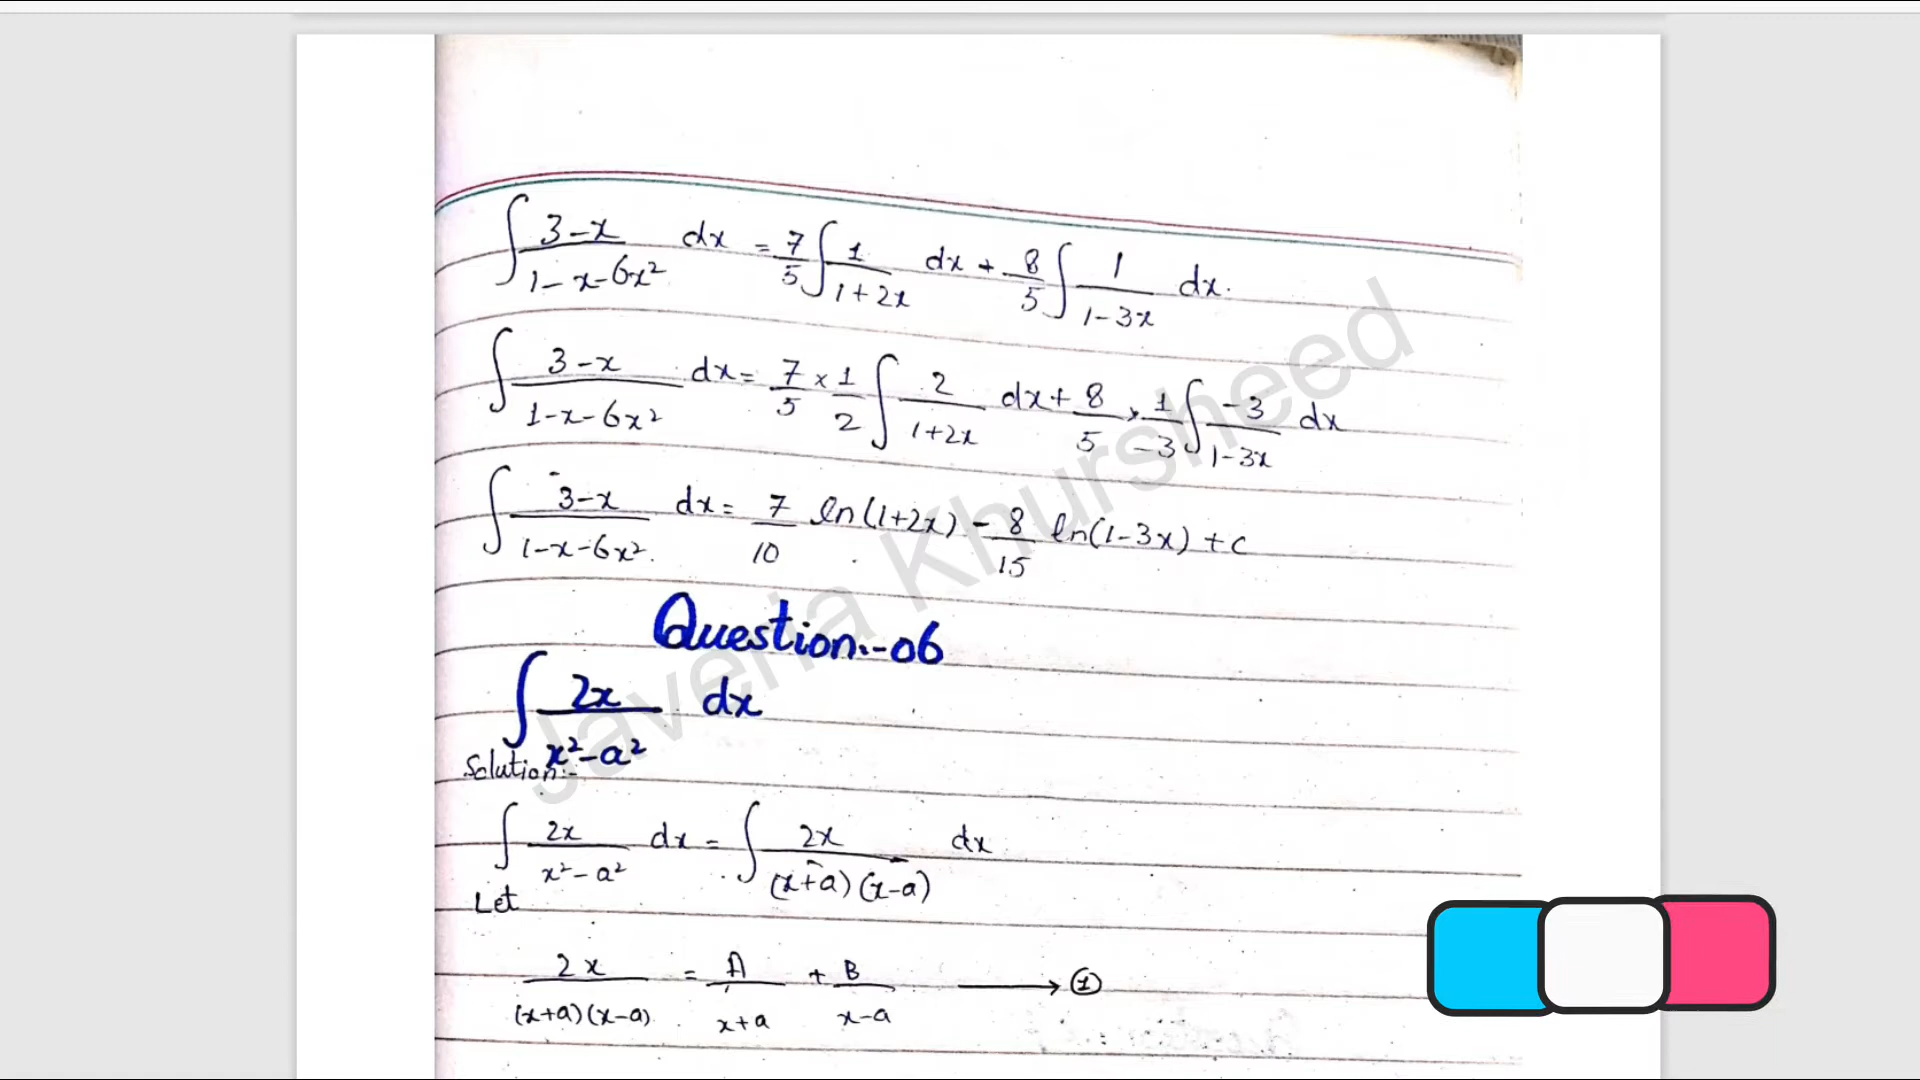 ∫ 3-x / 1-x-6x² dx = 7/5 ∫ 1 / 1+2x dx + 8/5 ∫ 1 / 1-3x dx.
∫ 3-x / 1-x-6x² dx = 7/5 × 1/2 ∫ 2 / 1+2x dx + 8/5 × 1/-3 ∫ -3 / 1-3x dx
∫ 3-x / 1-x-6x² dx = 7/10 ln(1+2x) - 8/15 ln(1-3x) + c
Question:-06
∫ 2x / x²-a² dx
Solution:-
∫ 2x / x²-a² dx = ∫ 2x / (x+a)(x-a) dx
Let
2x / (x+a)(x-a) = A / x+a + B / x-a → ①
Javeria Khursheed